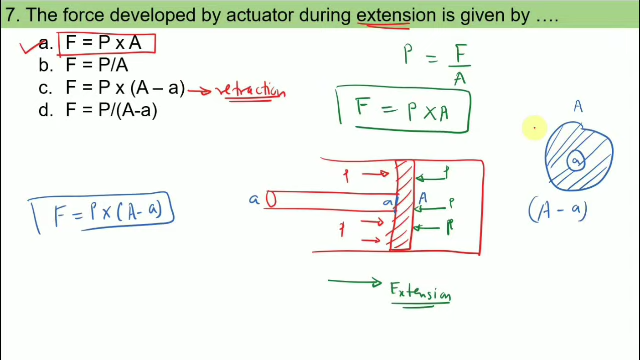 7. The force developed by actuator during extension is given by ….
a. F = P x A
b. F = P/A
c. F = P x (A – a) → retraction
d. F = P/(A-a)
P = F/A
F = P x A
A
a
(A - a)
F = P x (A - a)
P P
a a A P
P P
Extension